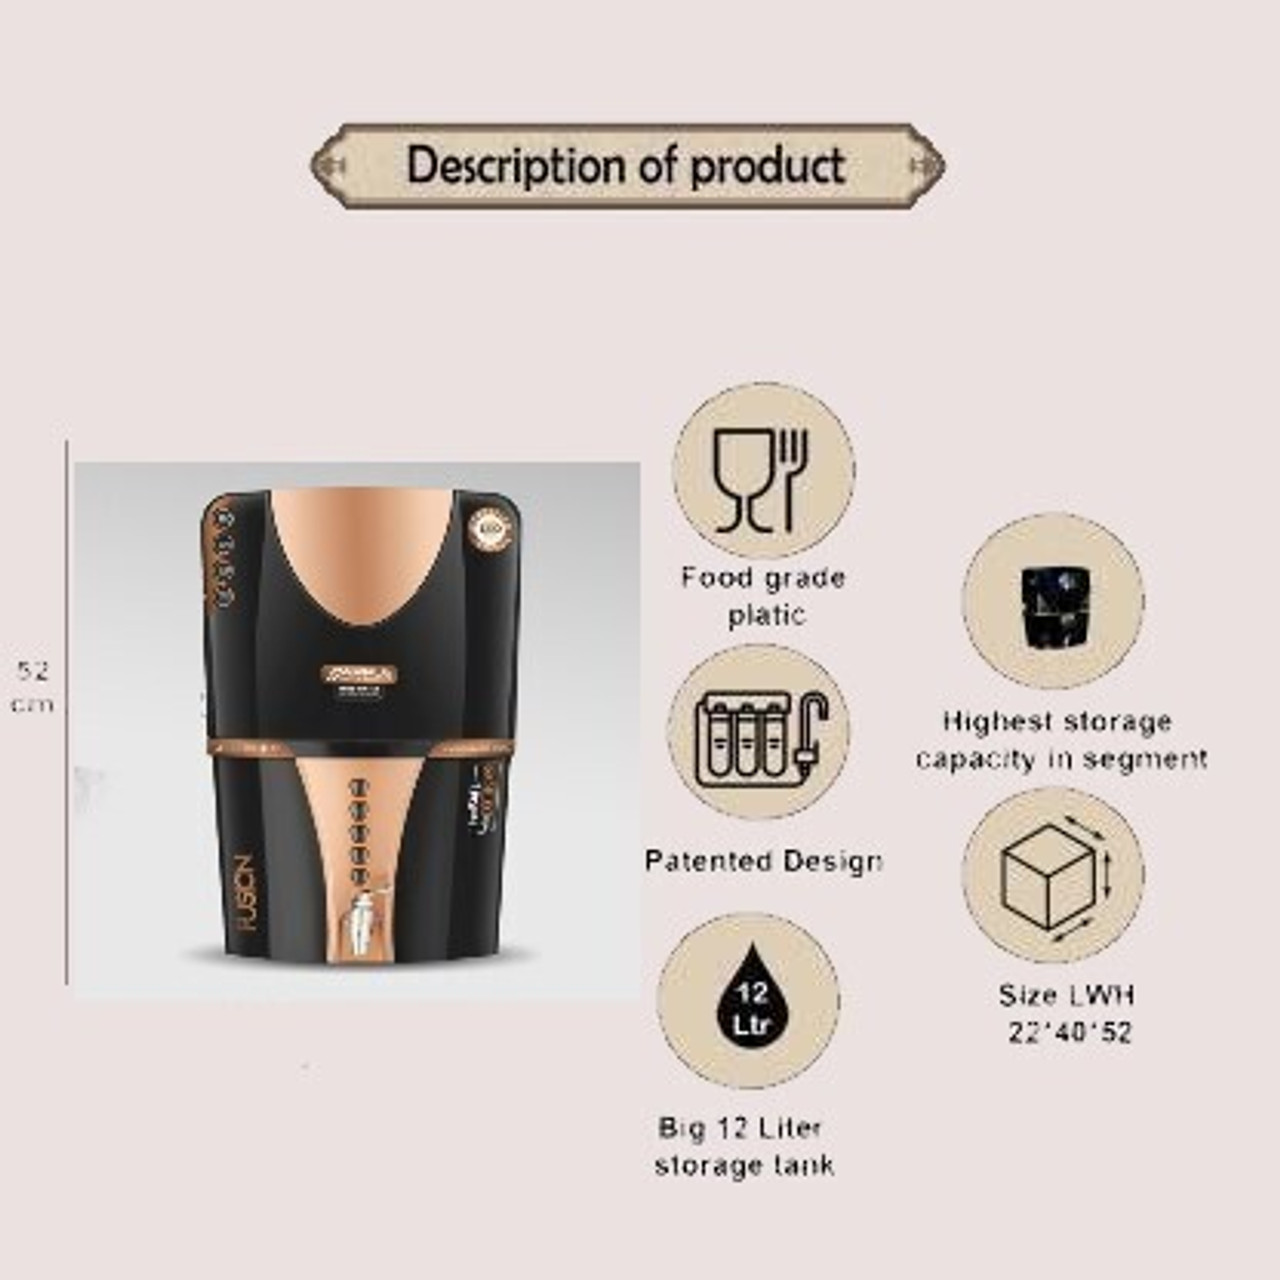 Description of product
52
cm
Food grade
platic
Patented Design
12
Ltr
Big 12 Liter
storage tank
Highest storage
capacity in segment
Size LWH
22*40*52
FUSION